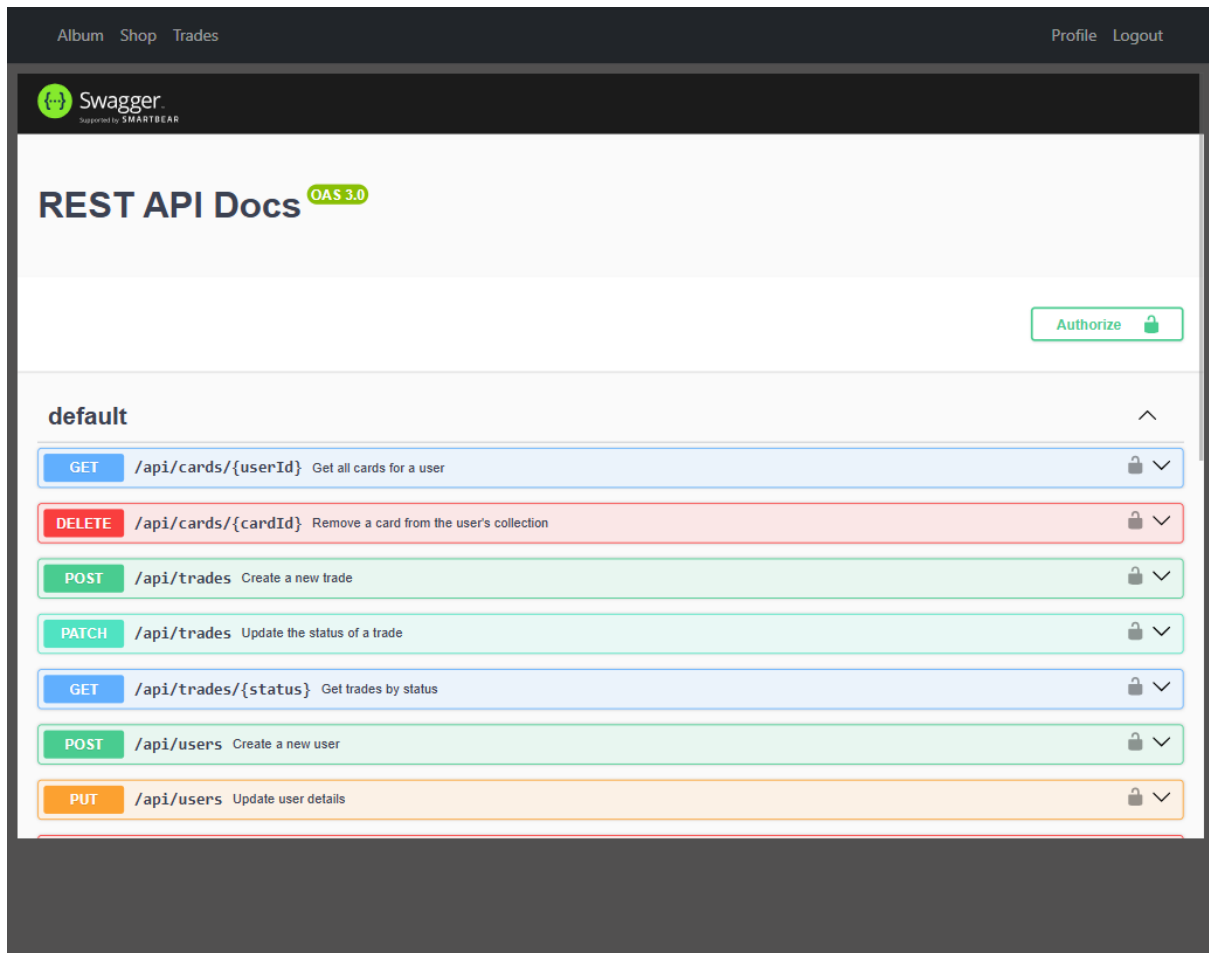 Album Shop Trades Profile Logout
{···} Swagger.
Supported by SMARTBEAR
REST API Docs OAS 3.0
Authorize
default
GET /api/cards/{userId} Get all cards for a user
DELETE /api/cards/{cardId} Remove a card from the user's collection
POST /api/trades Create a new trade
PATCH /api/trades Update the status of a trade
GET /api/trades/{status} Get trades by status
POST /api/users Create a new user
PUT /api/users Update user details